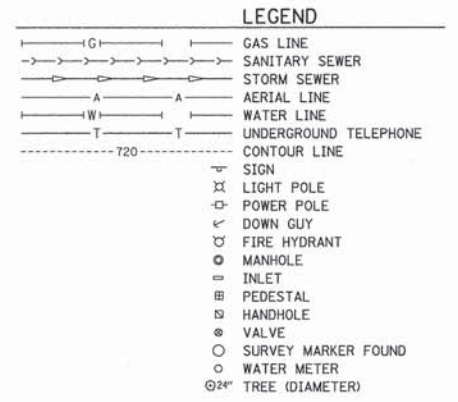 LEGEND
G GAS LINE
SANITARY SEWER
STORM SEWER
A A AERIAL LINE
W WATER LINE
T T UNDERGROUND TELEPHONE
720 CONTOUR LINE
SIGN
LIGHT POLE
POWER POLE
DOWN GUY
FIRE HYDRANT
MANHOLE
INLET
PEDESTAL
HANDHOLE
VALVE
SURVEY MARKER FOUND
WATER METER
24" TREE (DIAMETER)